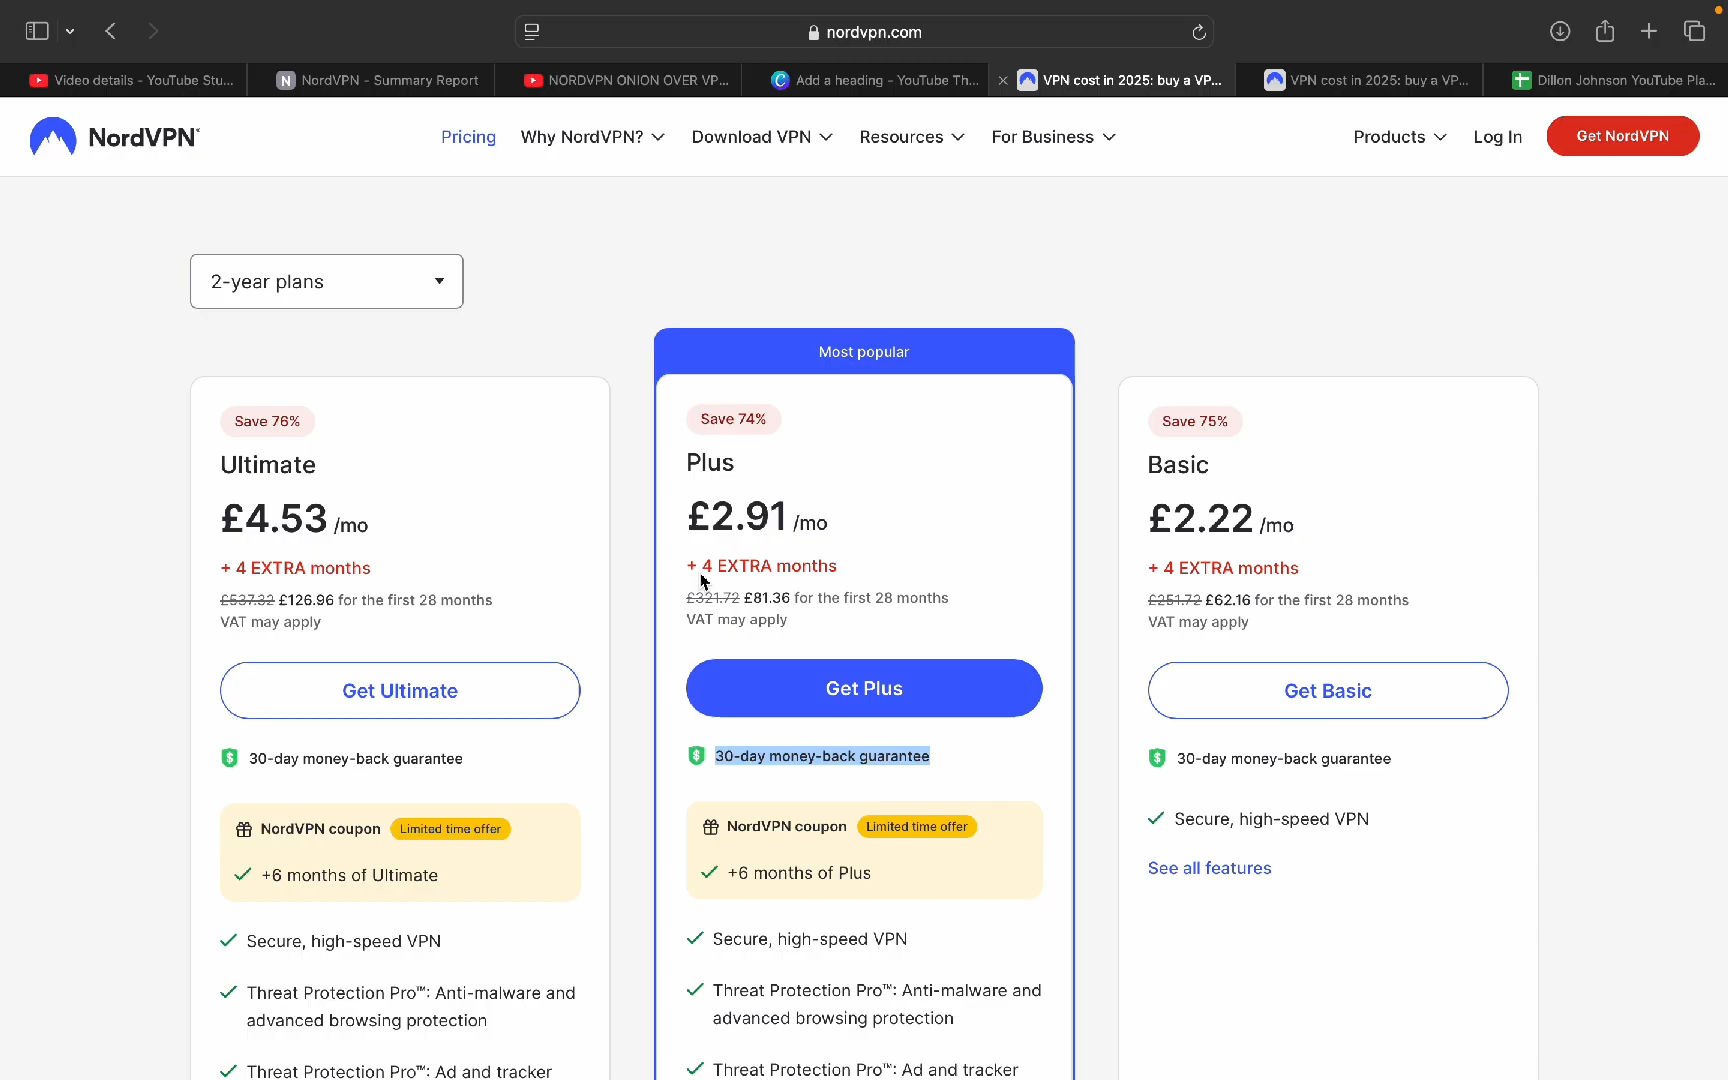 nordvpn.com
Video details - YouTube Stu...
NordVPN - Summary Report
NORDVPN ONION OVER VP...
Add a heading - YouTube Th...
VPN cost in 2025: buy a VP...
VPN cost in 2025: buy a VP...
Dillon Johnson YouTube Pla...
NordVPN®
Pricing
Why NordVPN?
Download VPN
Resources
For Business
Products
Log In
Get NordVPN
2-year plans
Save 76%
Ultimate
£4.53 /mo
+ 4 EXTRA months
£537.32 £126.96 for the first 28 months
VAT may apply
Get Ultimate
30-day money-back guarantee
NordVPN coupon Limited time offer
+6 months of Ultimate
Secure, high-speed VPN
Threat Protection Pro™: Anti-malware and
advanced browsing protection
Threat Protection Pro™: Ad and tracker
Most popular
Save 74%
Plus
£2.91 /mo
+ 4 EXTRA months
£321.72 £81.36 for the first 28 months
VAT may apply
Get Plus
30-day money-back guarantee
NordVPN coupon Limited time offer
+6 months of Plus
Secure, high-speed VPN
Threat Protection Pro™: Anti-malware and
advanced browsing protection
Threat Protection Pro™: Ad and tracker
Save 75%
Basic
£2.22 /mo
+ 4 EXTRA months
£251.72 £62.16 for the first 28 months
VAT may apply
Get Basic
30-day money-back guarantee
Secure, high-speed VPN
See all features